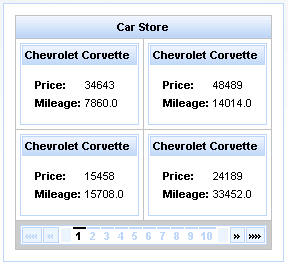 Car Store
Chevrolet Corvette
Price: 34643
Mileage: 7860.0
Chevrolet Corvette
Price: 48489
Mileage: 14014.0
Chevrolet Corvette
Price: 15458
Mileage: 15708.0
Chevrolet Corvette
Price: 24189
Mileage: 33452.0
«« « 1 2 3 4 5 6 7 8 9 10 » »»